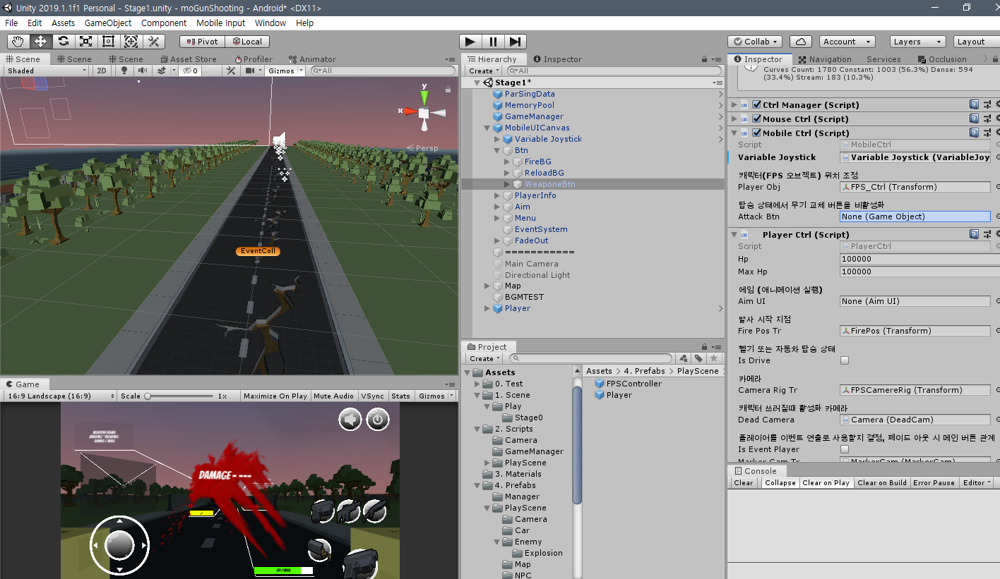 Unity 2019.1.1f1 Personal - Stage1.unity - moGunShooting - Android* <DX11>
File Edit Assets GameObject Component Mobile Input Window Help
Pivot Local
Collab Account Layers Layout
Scene Scene Scene Asset Store Profiler Animator
Shaded 2D 0 Gizmos All
y
x
Persp
EventColl
Hierarchy Inspector
Create All
Stage1*
ParSingData
MemoryPool
GameManager
MobileUICanvas
Variable Joystick
Btn
FireBG
ReloadBG
WeaponeBtn
PlayerInfo
Aim
Menu
EventSystem
FadeOut
===========
Main Camera
Directional Light
Map
BGMTEST
Player
Inspector Navigation Services Occlusion
Curves Count: 1780 Constant: 1003 (56.3%) Dense: 594
(33.4%) Stream: 183 (10.3%)
Ctrl Manager (Script)
Mouse Ctrl (Script)
Mobile Ctrl (Script)
Script MobileCtrl
Variable Joystick Variable Joystick (VariableJoy
캐릭터(FPS 오브젝트) 위치 조정
Player Obj FPS_Ctrl (Transform)
탑승 상태에서 무기 교체 버튼을 비활성화
Attack Btn None (Game Object)
Player Ctrl (Script)
Script PlayerCtrl
Hp 100000
Max Hp 100000
에임 (애니메이션 실행)
Aim UI None (Aim UI)
발사 시작 지점
Fire Pos Tr FirePos (Transform)
헬기 또는 자동차 탑승 상태
Is Drive
카메라
Camera Rig Tr FPSCamereRig (Transform)
캐릭터 쓰러질때 활성화 카메라
Dead Camera Camera (DeadCam)
플레이어를 이벤트 연출로 사용할지 결정, 페이드 아웃 시 메인 버튼 관계
Is Event Player
Marker Cam Tr MarkerCam (MarkerCam)
Game
16:9 Landscape (16:9) Scale 1x Maximize On Play Mute Audio VSync Stats Gizmos
DAMAGE - ---
HP / MAX
Project
Create
Assets
0. Test
1. Scene
Play
Stage0
2. Scripts
Camera
GameManager
PlayScene
3. Materials
4. Prefabs
Manager
PlayScene
Camera
Car
Enemy
Explosion
Map
NPC
Assets > 4. Prefabs > PlayScene
FPSController
Player
Console
Clear Collapse Clear on Play Clear on Build Error Pause Editor